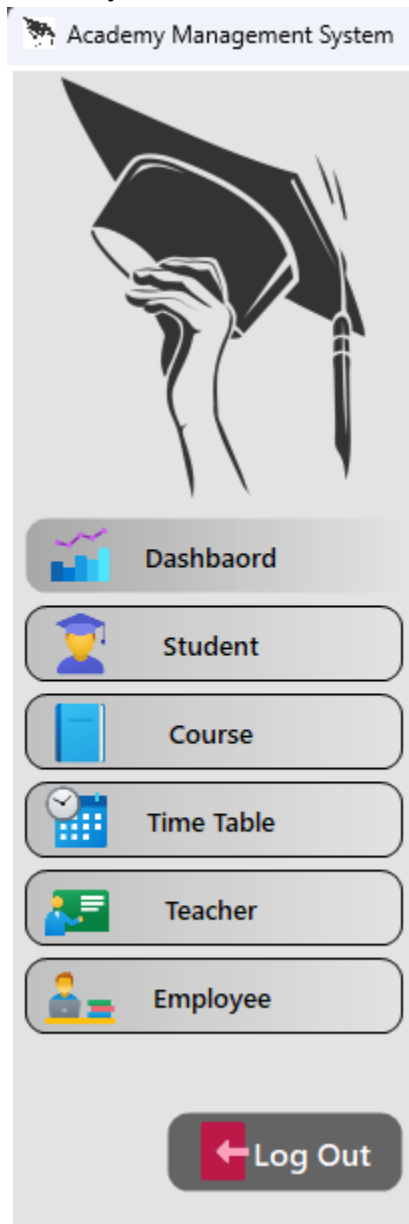 Academy Management System
Dashbaord
Student
Course
Time Table
Teacher
Employee
Log Out